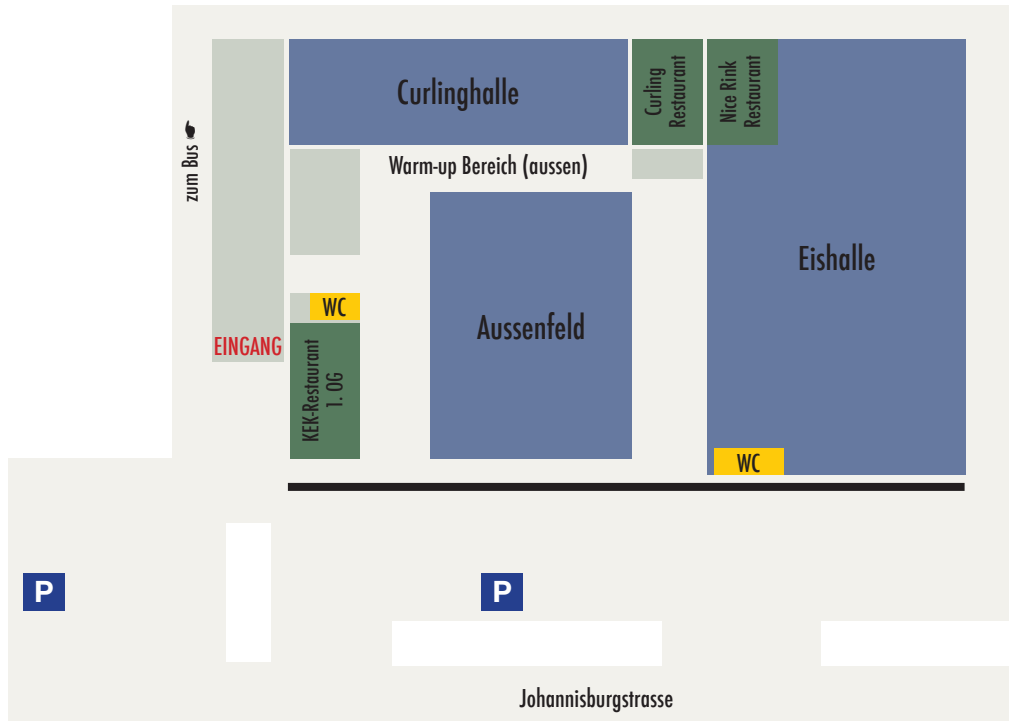 Curlinghalle
Curling
Restaurant
Nice Rink
Restaurant
zum Bus
Warm-up Bereich (aussen)
Eishalle
WC
Aussenfeld
EINGANG
KEK-Restaurant
1. OG
WC
P
P
Johannisburgstrasse